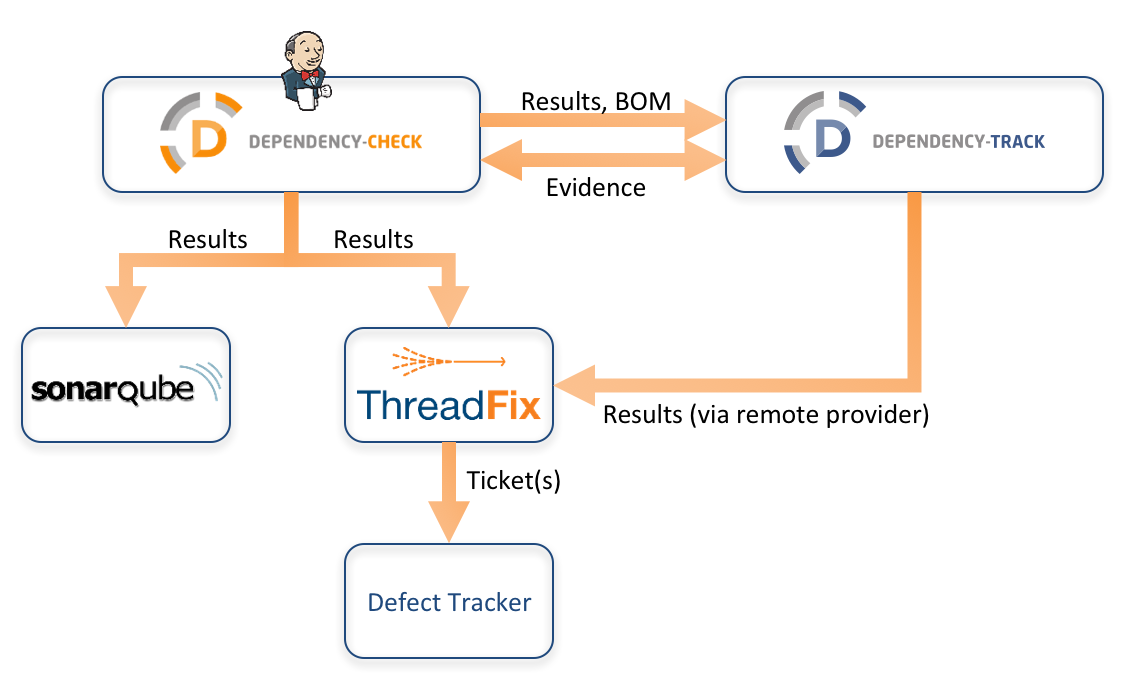 D DEPENDENCY-CHECK
Results, BOM
D DEPENDENCY-TRACK
Evidence
Results
Results
sonarqube
ThreadFix
Results (via remote provider)
Ticket(s)
Defect Tracker